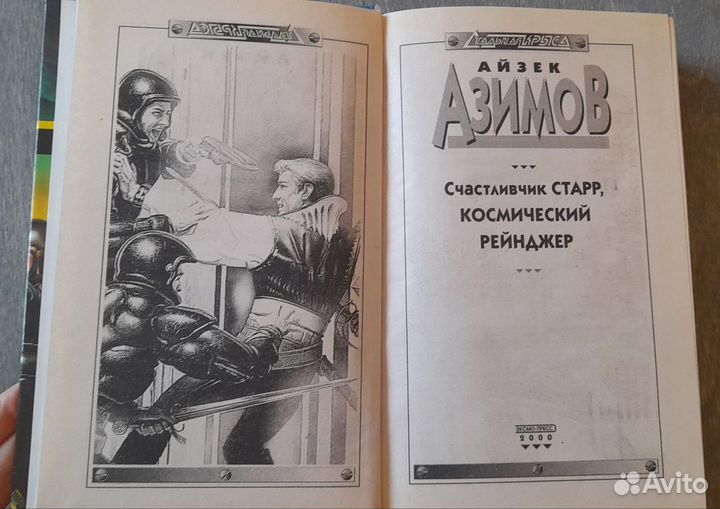 СТАЛЬНАЯ КРЫСА
АЙЗЕК
АЗИМОВ
Счастливчик СТАРР,
КОСМИЧЕСКИЙ
РЕЙНДЖЕР
ЭКСМО-ПРЕСС
2000
Avito